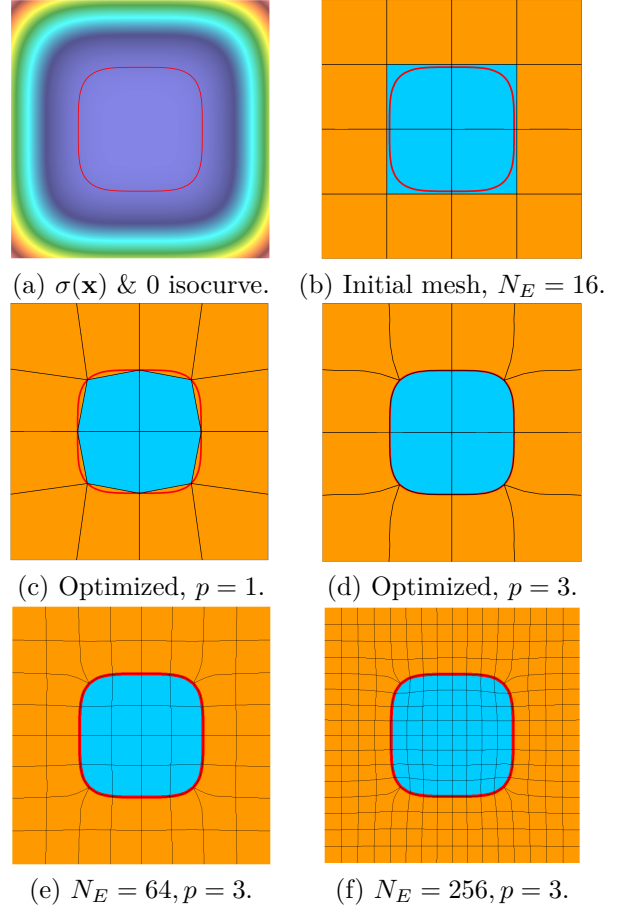 (a) σ(𝐱) & 0 isocurve.
(b) Initial mesh, N_E = 16.
(c) Optimized, p = 1.
(d) Optimized, p = 3.
(e) N_E = 64, p = 3.
(f) N_E = 256, p = 3.